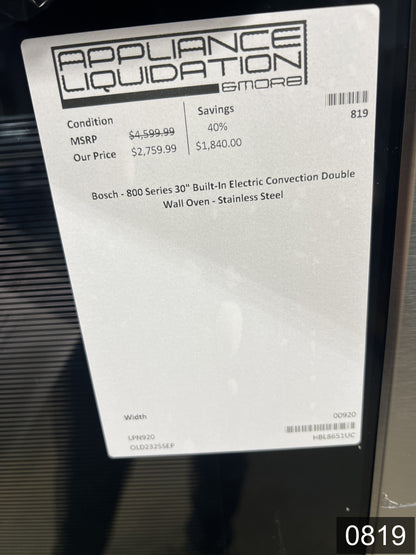 APPLIANCE
LIQUIDATION
&MORE
Condition
Savings
MSRP $4,599.99 40%
Our Price $2,759.99 $1,840.00
819
Bosch - 800 Series 30" Built-In Electric Convection Double
Wall Oven - Stainless Steel
Width 00920
LPN920
OLD2325SEP HBL8651UC
0819